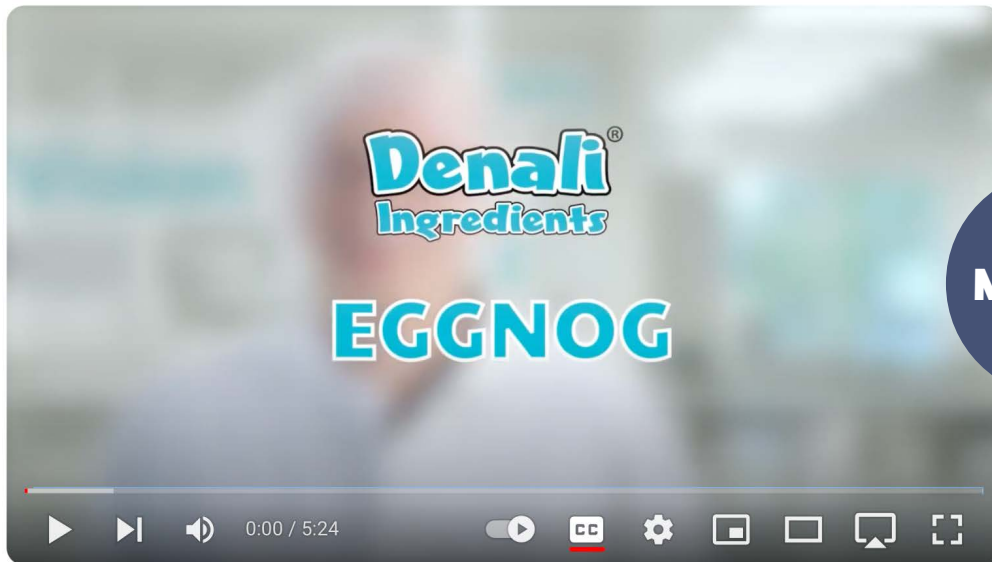 Denali®
Ingredients
EGGNOG
M
0:00 / 5:24
CC